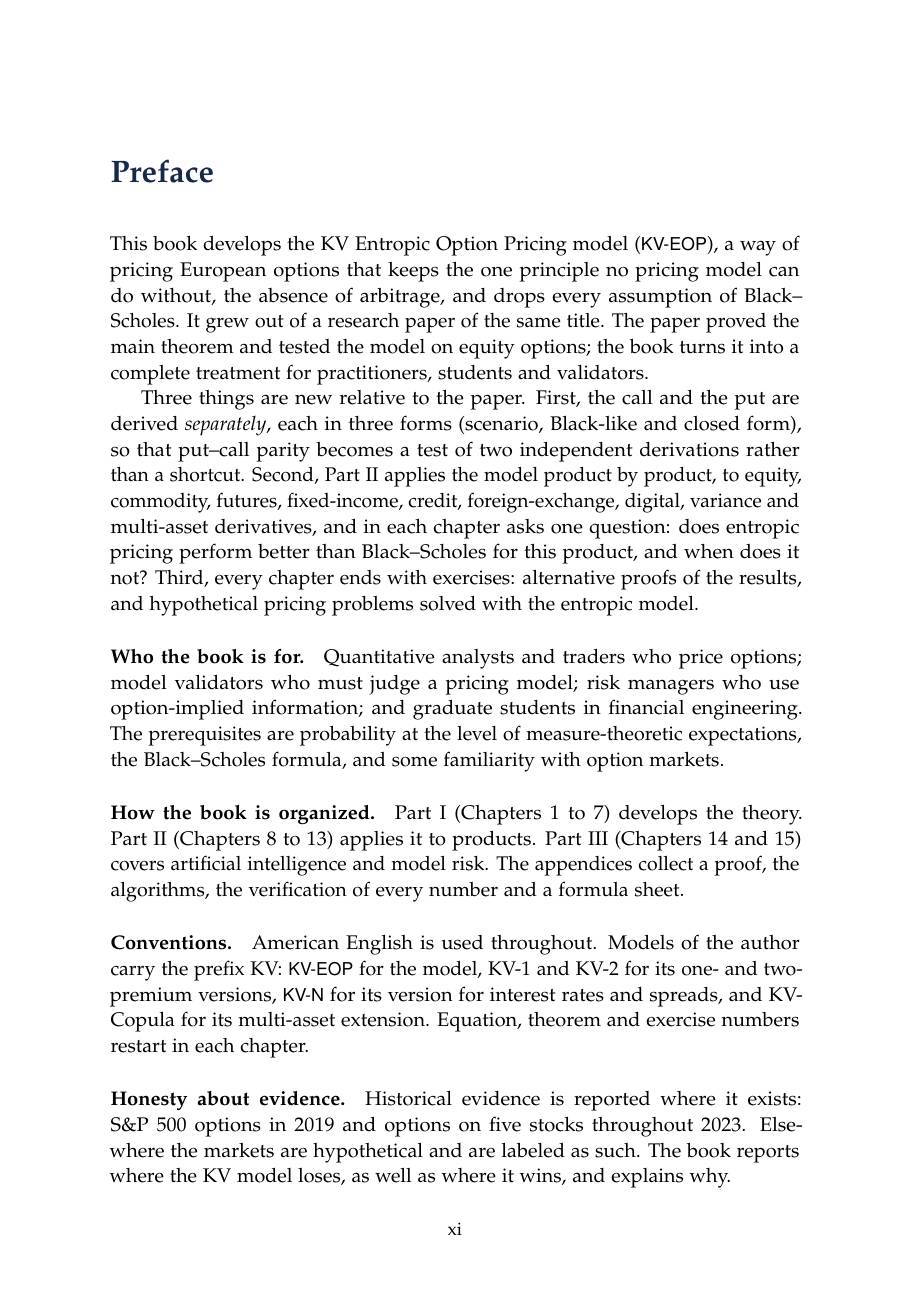 Preface
This book develops the KV Entropic Option Pricing model (KV-EOP), a way of
pricing European options that keeps the one principle no pricing model can
do without, the absence of arbitrage, and drops every assumption of Black–
Scholes. It grew out of a research paper of the same title. The paper proved the
main theorem and tested the model on equity options; the book turns it into a
complete treatment for practitioners, students and validators.
Three things are new relative to the paper. First, the call and the put are
derived separately, each in three forms (scenario, Black-like and closed form),
so that put–call parity becomes a test of two independent derivations rather
than a shortcut. Second, Part II applies the model product by product, to equity,
commodity, futures, fixed-income, credit, foreign-exchange, digital, variance and
multi-asset derivatives, and in each chapter asks one question: does entropic
pricing perform better than Black–Scholes for this product, and when does it
not? Third, every chapter ends with exercises: alternative proofs of the results,
and hypothetical pricing problems solved with the entropic model.
Who the book is for. Quantitative analysts and traders who price options;
model validators who must judge a pricing model; risk managers who use
option-implied information; and graduate students in financial engineering.
The prerequisites are probability at the level of measure-theoretic expectations,
the Black–Scholes formula, and some familiarity with option markets.
How the book is organized. Part I (Chapters 1 to 7) develops the theory.
Part II (Chapters 8 to 13) applies it to products. Part III (Chapters 14 and 15)
covers artificial intelligence and model risk. The appendices collect a proof, the
algorithms, the verification of every number and a formula sheet.
Conventions. American English is used throughout. Models of the author
carry the prefix KV: KV-EOP for the model, KV-1 and KV-2 for its one- and two-
premium versions, KV-N for its version for interest rates and spreads, and KV-
Copula for its multi-asset extension. Equation, theorem and exercise numbers
restart in each chapter.
Honesty about evidence. Historical evidence is reported where it exists:
S&P 500 options in 2019 and options on five stocks throughout 2023. Else-
where the markets are hypothetical and are labeled as such. The book reports
where the KV model loses, as well as where it wins, and explains why.
xi